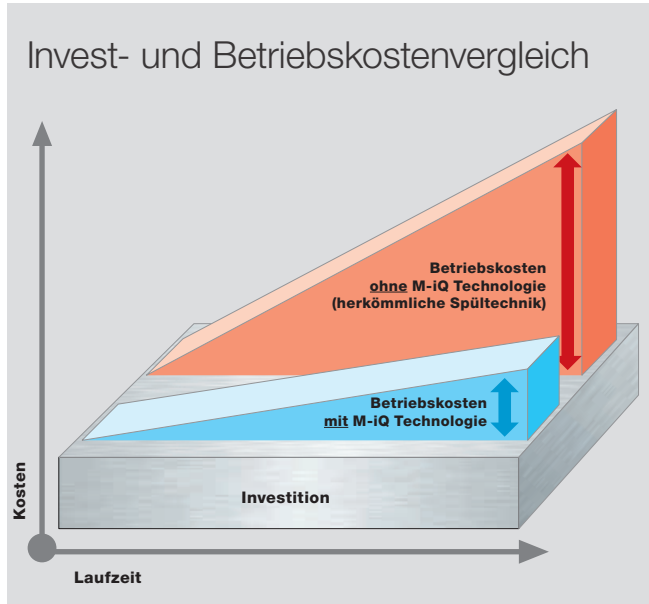 Invest- und Betriebskostenvergleich
Betriebskosten
ohne M-iQ Technologie
(herkömmliche Spültechnik)
Betriebskosten
mit M-iQ Technologie
Investition
Kosten
Laufzeit